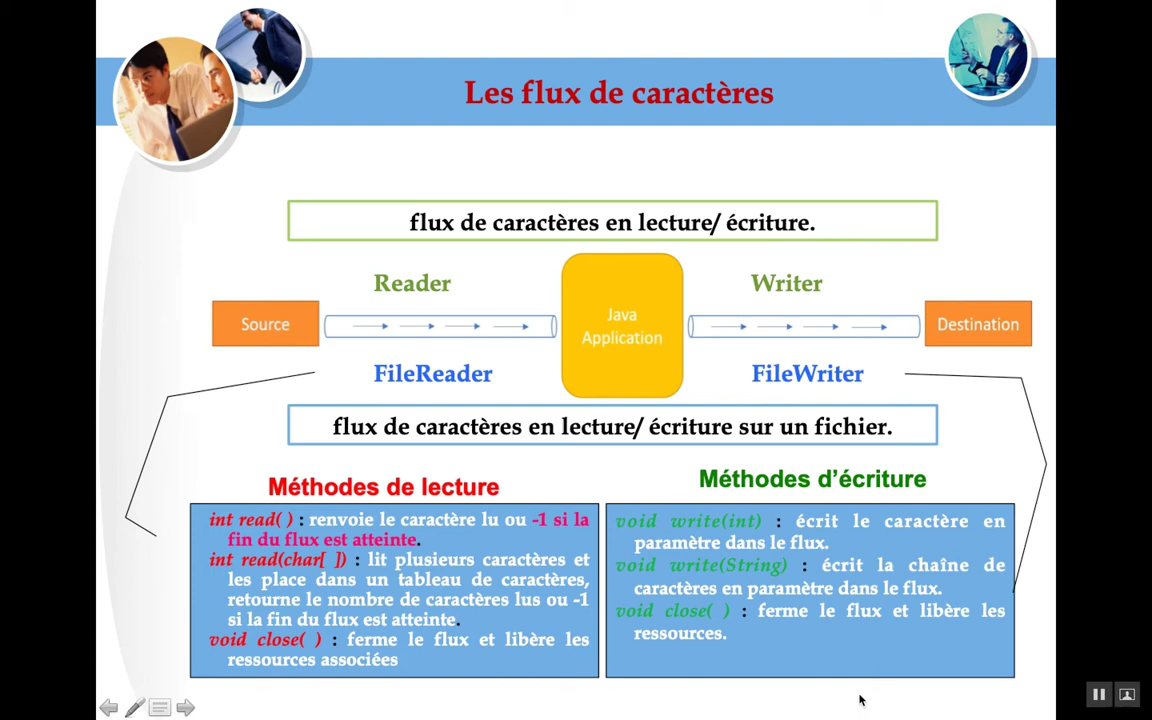 Les flux de caractères
flux de caractères en lecture/ écriture.
Reader
Writer
Source
Java
Application
Destination
FileReader
FileWriter
flux de caractères en lecture/ écriture sur un fichier.
Méthodes de lecture
int read( ) : renvoie le caractère lu ou -1 si la
fin du flux est atteinte.
int read(char[ ]) : lit plusieurs caractères et
les place dans un tableau de caractères,
retourne le nombre de caractères lus ou -1
si la fin du flux est atteinte.
void close( ) : ferme le flux et libère les
ressources associées
Méthodes d’écriture
void write(int) : écrit le caractère en
paramètre dans le flux.
void write(String) : écrit la chaîne de
caractères en paramètre dans le flux.
void close( ) : ferme le flux et libère les
ressources.